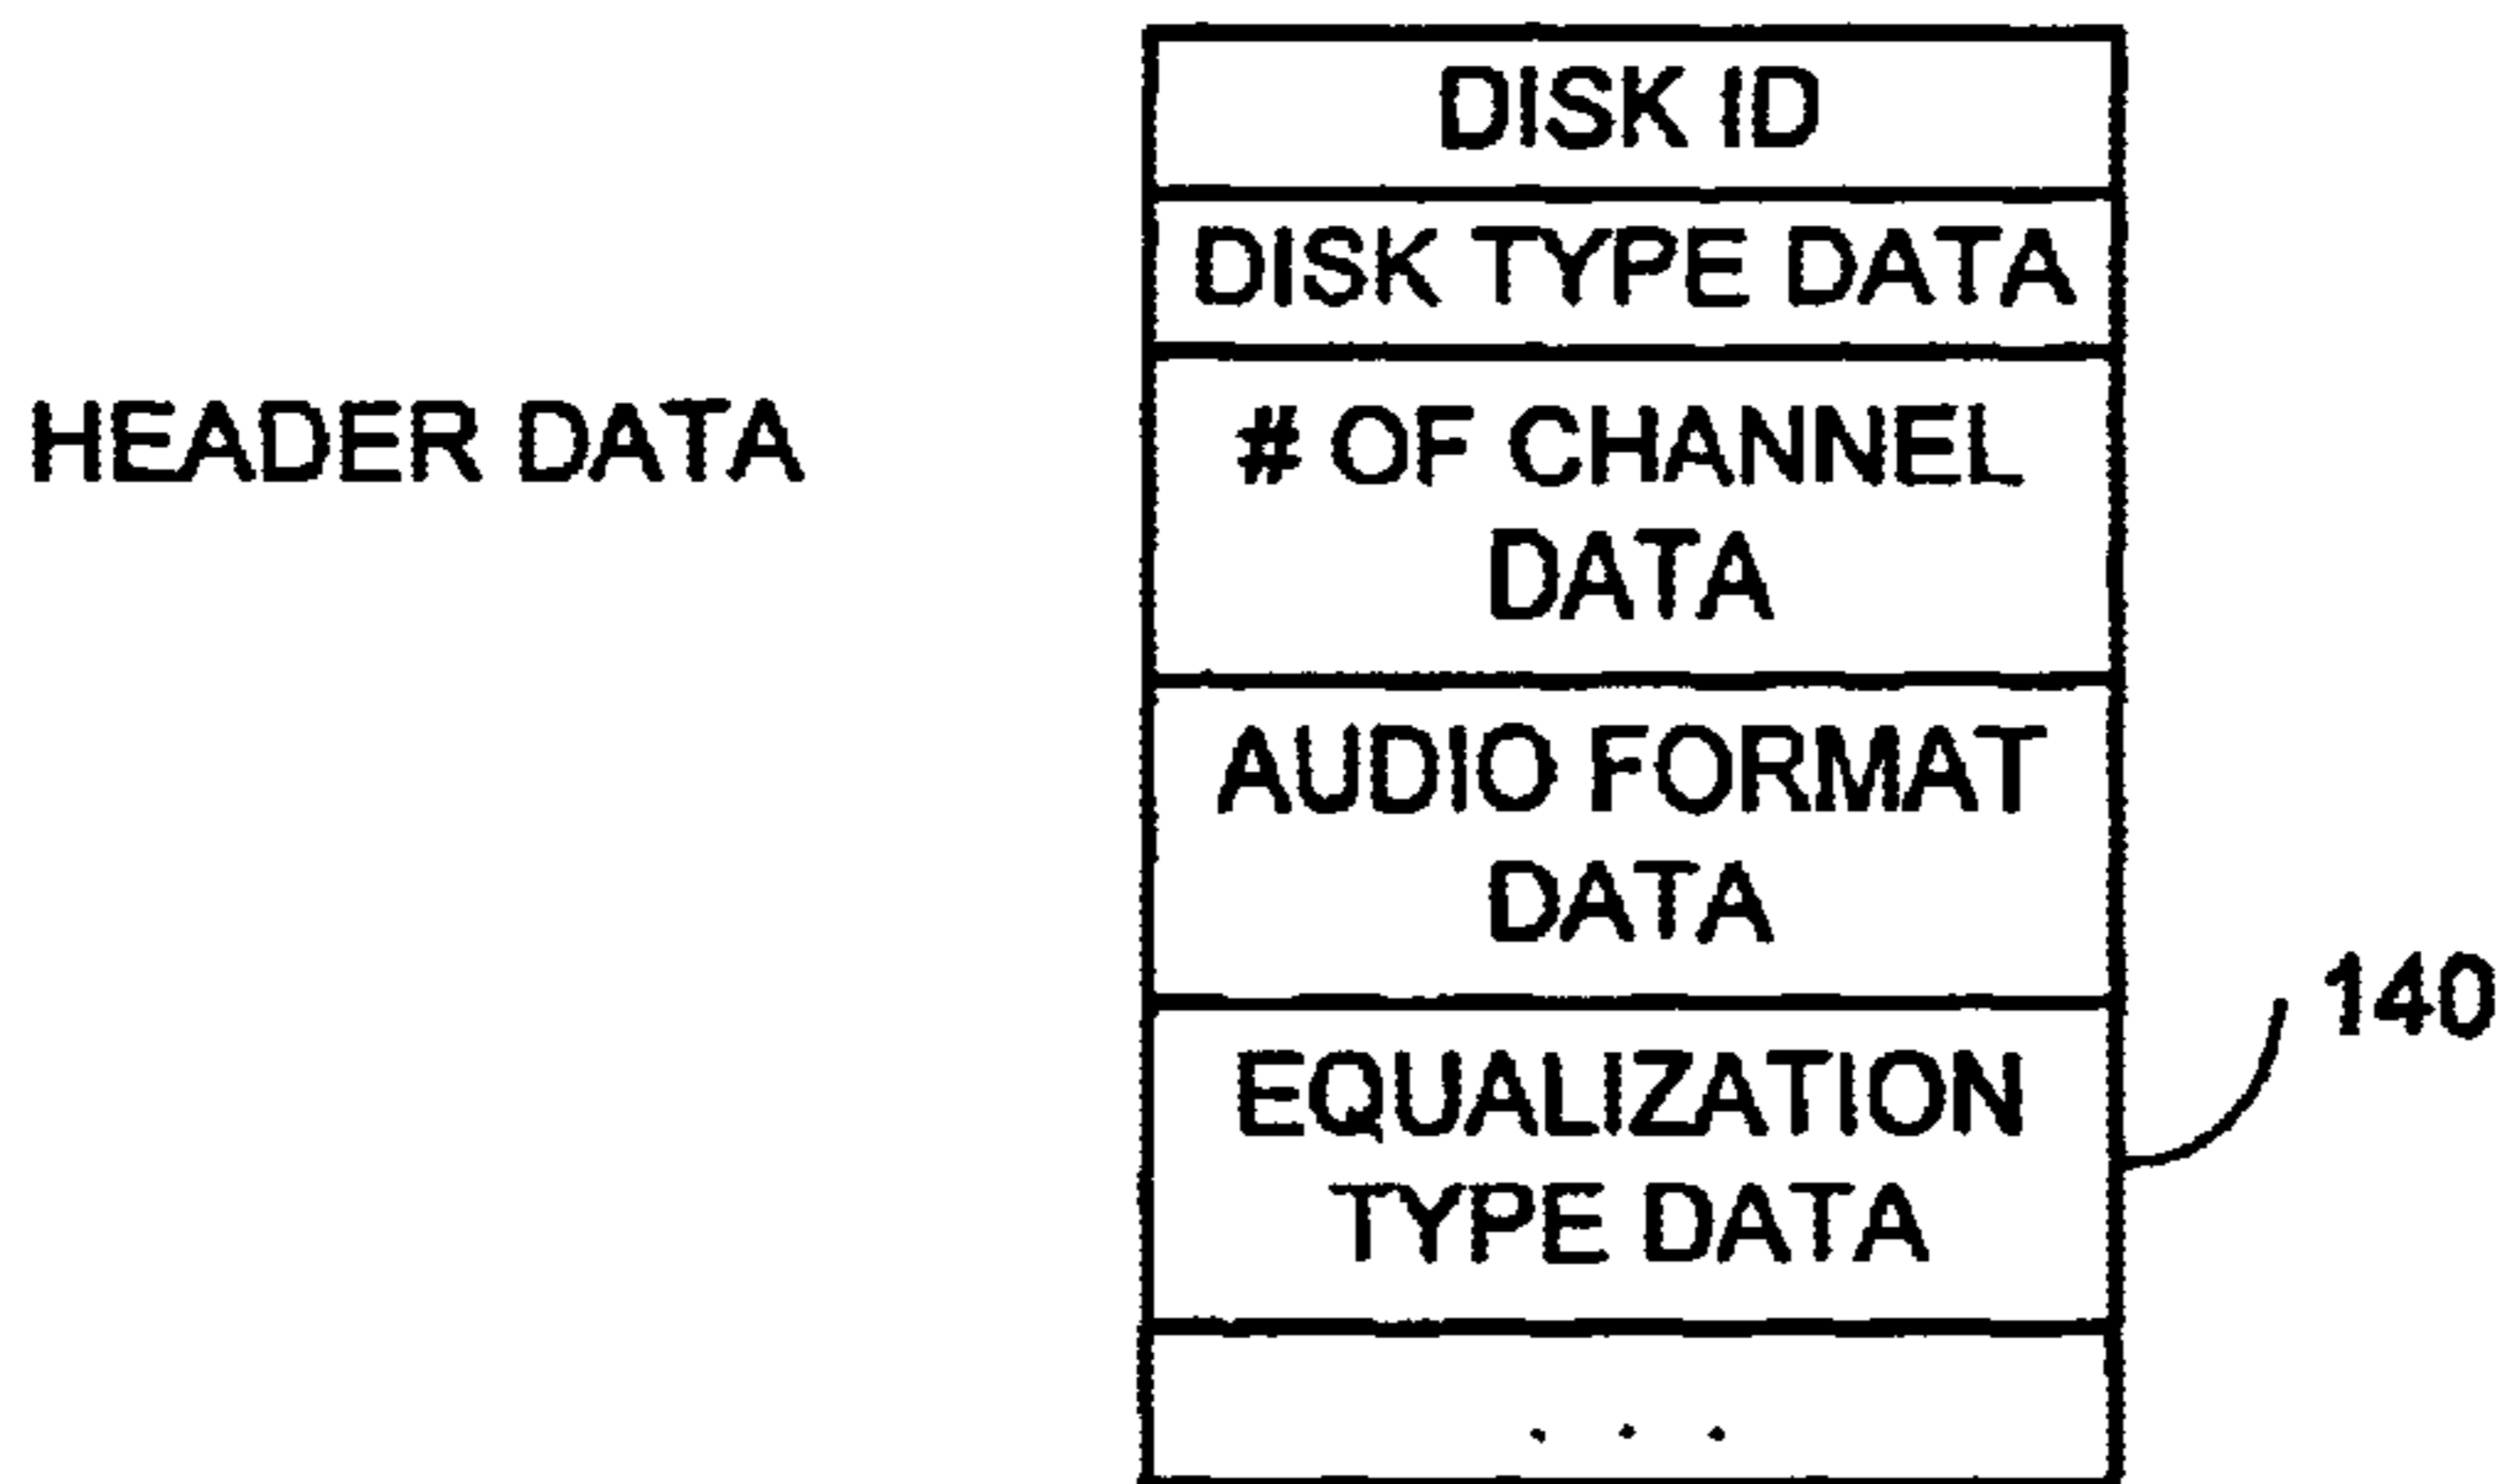 DISK ID
DISK TYPE DATA
HEADER DATA
# OF CHANNEL
DATA
AUDIO FORMAT
DATA
140
EQUALIZATION
TYPE DATA
. . .